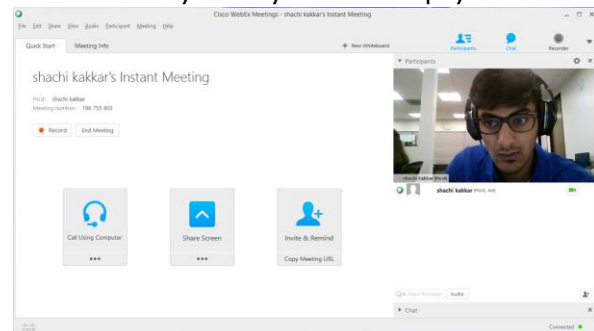 Cisco WebEx Meetings - shachi kakkar's Instant Meeting
File Edit Share View Audio Participant Meeting Help
Quick Start Meeting Info + New Whiteboard
Participants Chat Recorder
Participants
shachi kakkar's Instant Meeting
Host: shachi kakkar
Meeting number:
Record End Meeting
shachi kakkar (Host)
shachi kakkar (Host, me)
Call Using Computer Share Screen Invite & Remind
Copy Meeting URL
Audio
Chat
Connected